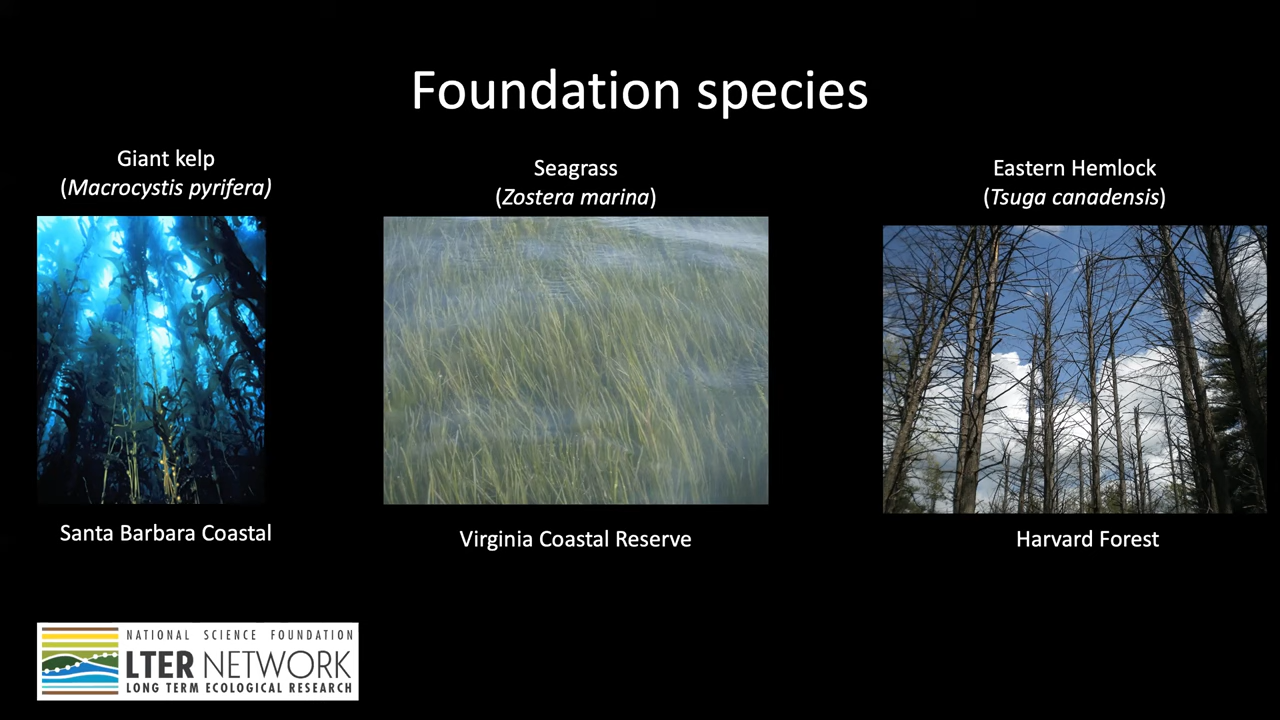 Foundation species
Giant kelp
(Macrocystis pyrifera)
Santa Barbara Coastal
Seagrass
(Zostera marina)
Virginia Coastal Reserve
Eastern Hemlock
(Tsuga canadensis)
Harvard Forest
NATIONAL SCIENCE FOUNDATION
LTER NETWORK
LONG TERM ECOLOGICAL RESEARCH